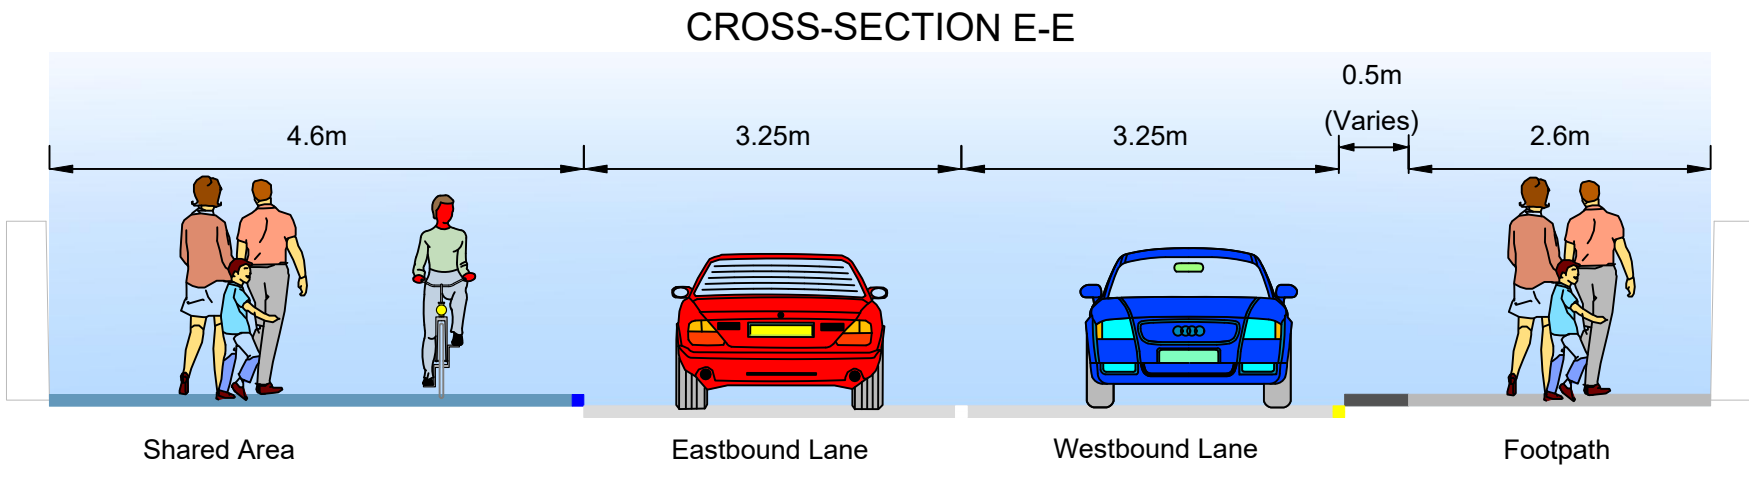 CROSS-SECTION E-E
0.5m
(Varies)
4.6m
3.25m
3.25m
2.6m
Shared Area
Eastbound Lane
Westbound Lane
Footpath